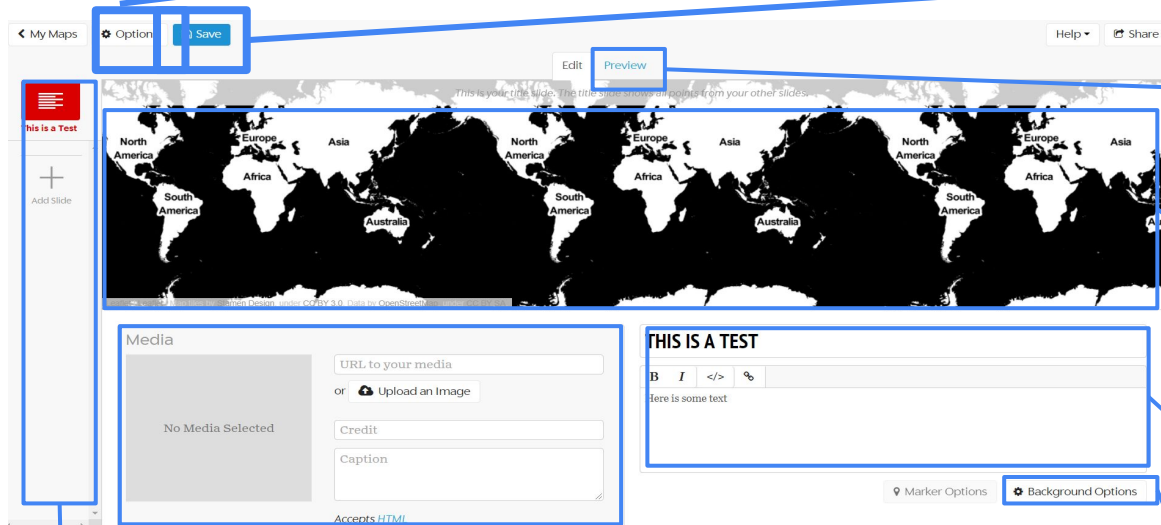 My Maps
Options
Save
Help
Share
Edit
Preview
This is your title slide. The title slide shows all points from your other slides.
This is a Test
Add Slide
North America
Europe
Asia
Africa
South America
Australia
North America
Europe
Asia
Africa
South America
Australia
North America
Europe
Asia
Africa
South America
Design, under CC BY 3.0. Data by OpenStreetMap
Media
URL to your media
or Upload an Image
No Media Selected
Credit
Caption
Accepts HTML
THIS IS A TEST
B I </>
Here is some text
Marker Options
Background Options